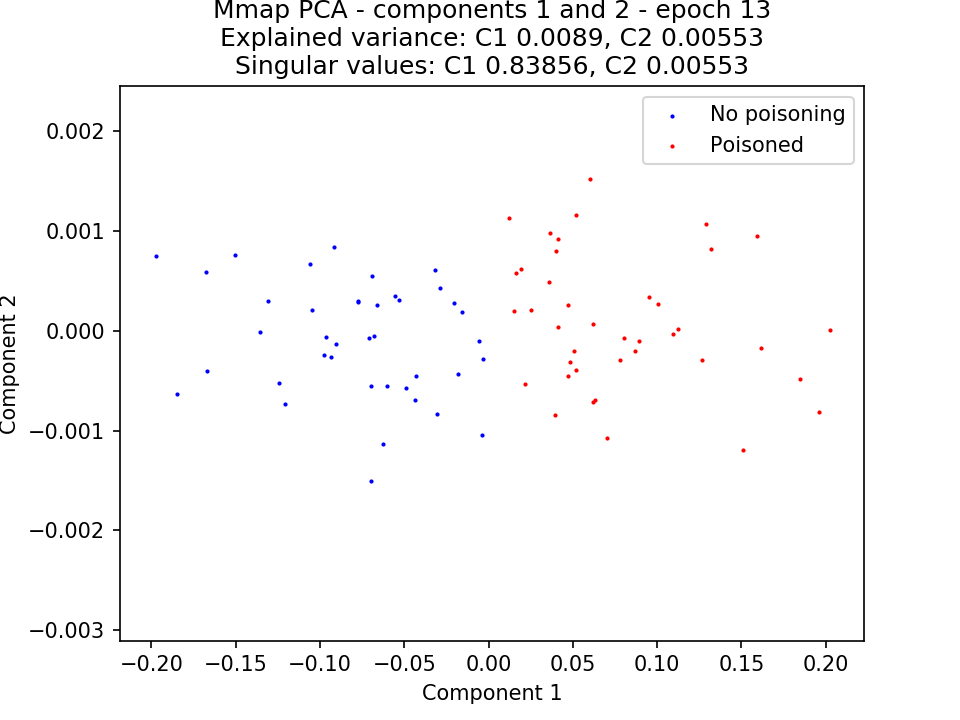 Mmap PCA - components 1 and 2 - epoch 13
Explained variance: C1 0.0089, C2 0.00553
Singular values: C1 0.83856, C2 0.00553
No poisoning
Poisoned
Component 2
0.002
0.001
0.000
−0.001
−0.002
−0.003
−0.20 −0.15 −0.10 −0.05 0.00 0.05 0.10 0.15 0.20
Component 1